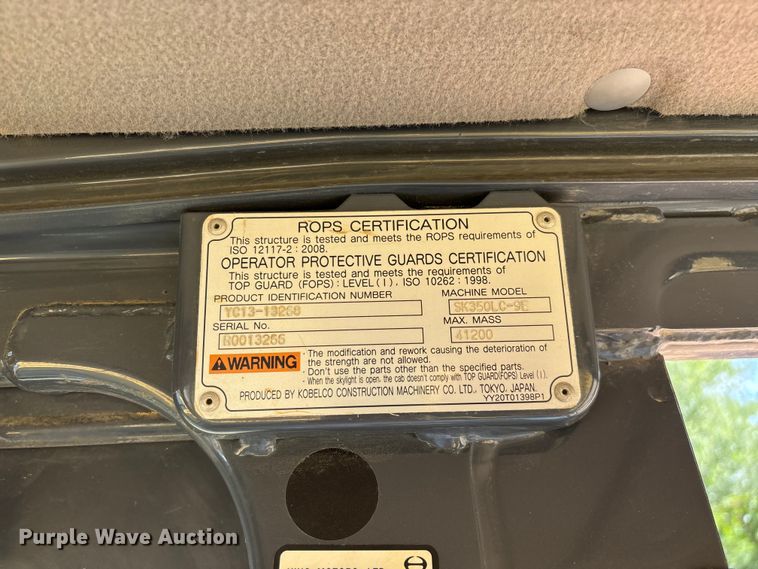 ROPS CERTIFICATION
This structure is tested and meets the ROPS requirements of
ISO 12117-2 : 2008.
OPERATOR PROTECTIVE GUARDS CERTIFICATION
This structure is tested and meets the requirements of
TOP GUARD (FOPS) : LEVEL (I), ISO 10262 : 1998.
PRODUCT IDENTIFICATION NUMBER
YC13-13268
MACHINE MODEL
SK350LC-9E
SERIAL No.
MAX. MASS
41200
WARNING
· The modification and rework causing the deterioration of
the strength are not allowed.
· Don't use the parts other than the specified parts.
· When the skylight is open, the cab doesn't comply with TOP GUARD(FOPS) Level (I).
PRODUCED BY KOBELCO CONSTRUCTION MACHINERY CO. LTD., TOKYO, JAPAN.
YY20T01398P1
Purple Wave Auction